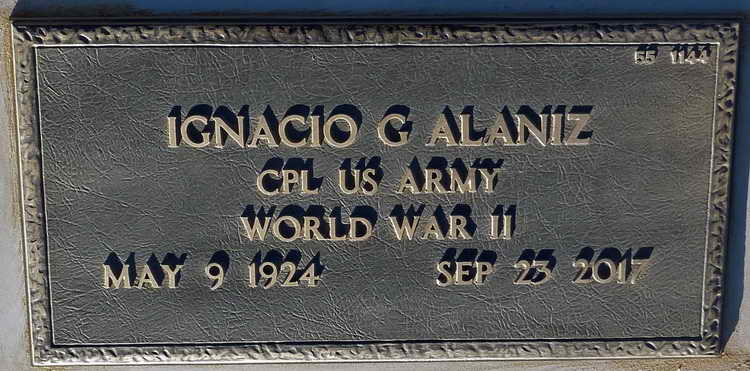 55 1144
IGNACIO G ALANIZ
CPL US ARMY
WORLD WAR II
MAY 9 1924 SEP 23 2017